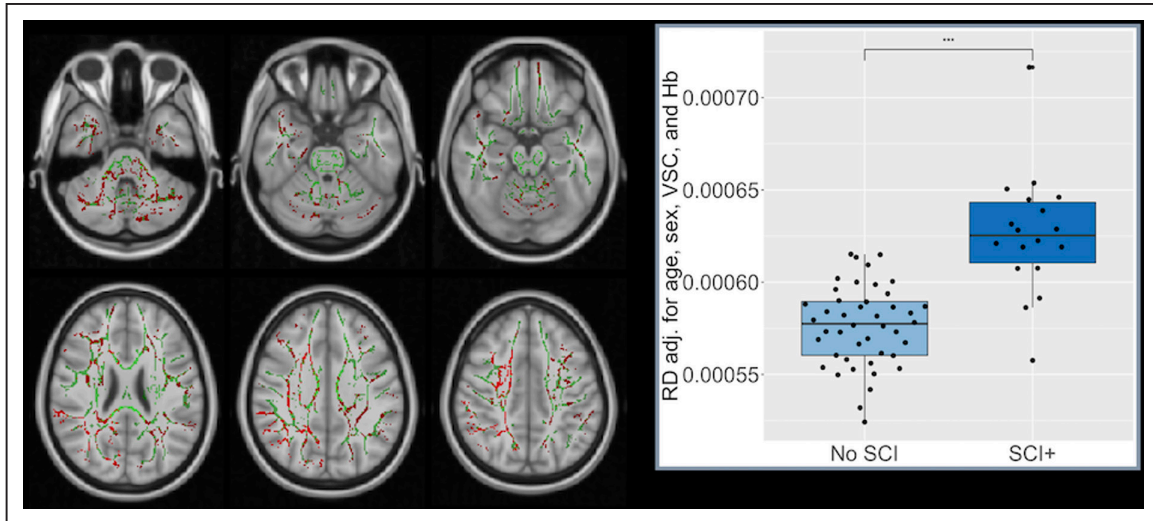 RD adj. for age, sex, VSC, and Hb
0.00070
0.00065
0.00060
0.00055
...
No SCI
SCI+